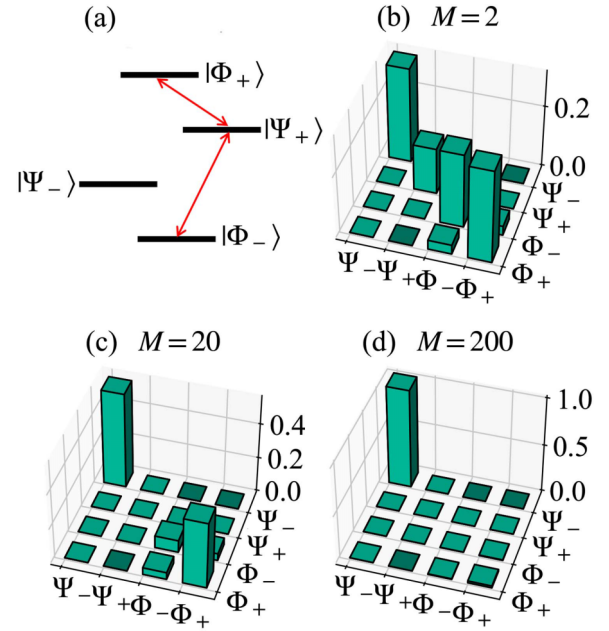 (a)
|Φ₊⟩
|Ψ₊⟩
|Ψ₋⟩
|Φ₋⟩
(b) M = 2
0.2
0.0
Ψ₋
Ψ₊
Φ₋
Φ₊
Ψ₋ Ψ₊ Φ₋ Φ₊
(c) M = 20
0.4
0.2
0.0
Ψ₋
Ψ₊
Φ₋
Φ₊
Ψ₋ Ψ₊ Φ₋ Φ₊
(d) M = 200
1.0
0.5
0.0
Ψ₋
Ψ₊
Φ₋
Φ₊
Ψ₋ Ψ₊ Φ₋ Φ₊